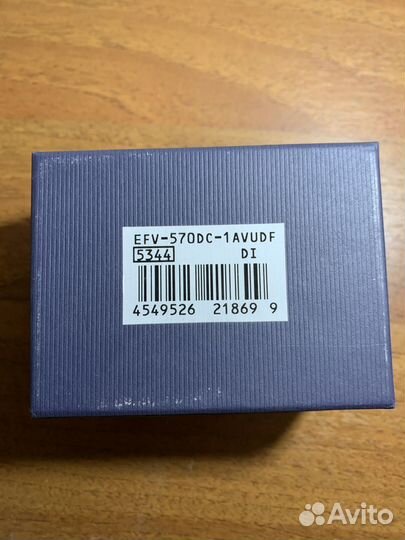 EFV-570DC-1AVUDF
5344 DI
4549526 21869 9
Avito